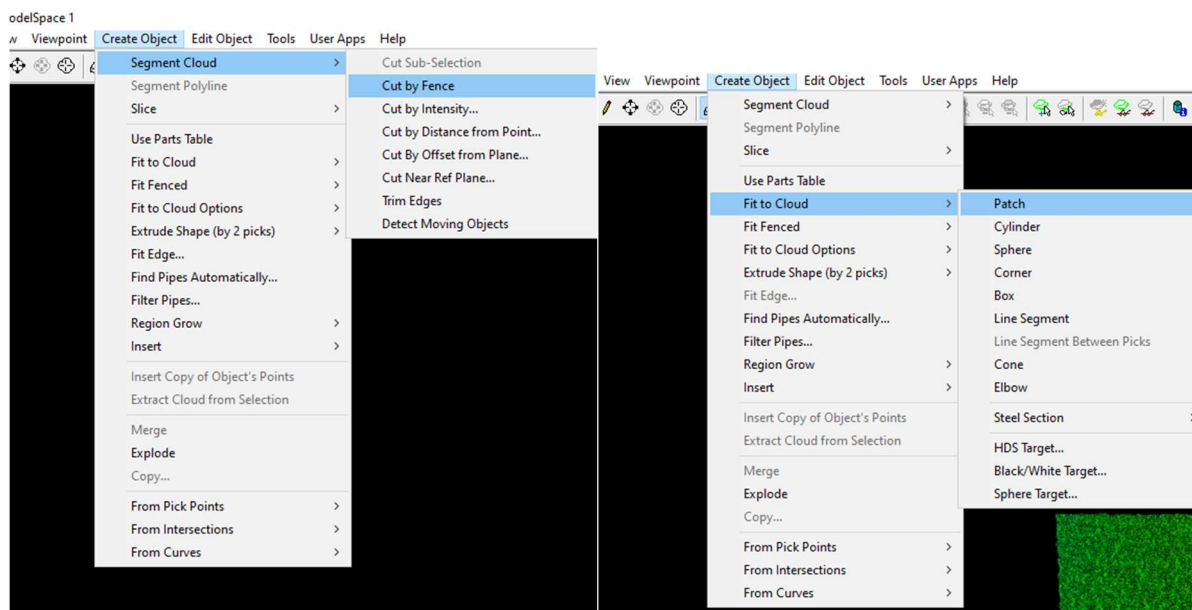 odelSpace 1
w Viewpoint Create Object Edit Object Tools User Apps Help
Segment Cloud
Segment Polyline
Slice
Use Parts Table
Fit to Cloud
Fit Fenced
Fit to Cloud Options
Extrude Shape (by 2 picks)
Fit Edge...
Find Pipes Automatically...
Filter Pipes...
Region Grow
Insert
Insert Copy of Object's Points
Extract Cloud from Selection
Merge
Explode
Copy...
From Pick Points
From Intersections
From Curves
Cut Sub-Selection
Cut by Fence
Cut by Intensity...
Cut by Distance from Point...
Cut By Offset from Plane...
Cut Near Ref Plane...
Trim Edges
Detect Moving Objects
View Viewpoint Create Object Edit Object Tools User Apps Help
Segment Cloud
Segment Polyline
Slice
Use Parts Table
Fit to Cloud
Fit Fenced
Fit to Cloud Options
Extrude Shape (by 2 picks)
Fit Edge...
Find Pipes Automatically...
Filter Pipes...
Region Grow
Insert
Insert Copy of Object's Points
Extract Cloud from Selection
Merge
Explode
Copy...
From Pick Points
From Intersections
From Curves
Patch
Cylinder
Sphere
Corner
Box
Line Segment
Line Segment Between Picks
Cone
Elbow
Steel Section
HDS Target...
Black/White Target...
Sphere Target...